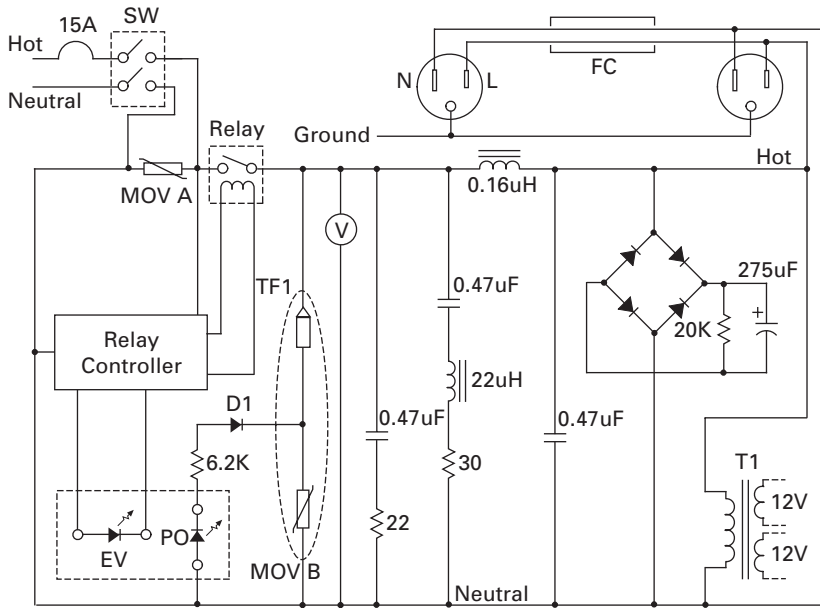 15A
SW
Hot
Neutral
N
L
FC
Relay
Ground
Hot
MOV A
0.16uH
V
TF1
0.47uF
275uF
+
20K
Relay
Controller
22uH
D1
0.47uF
0.47uF
6.2K
30
T1
12V
22
PO
EV
12V
MOV B
Neutral